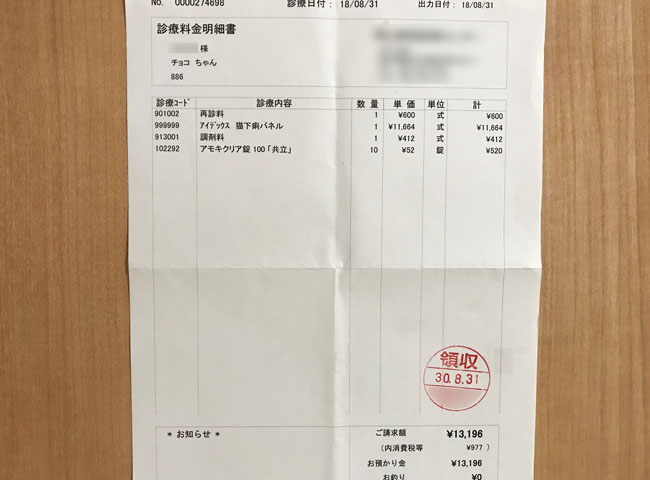 No. 0000274698 診療日付： 18/08/31 出力日付： 18/08/31
診療料金明細書
様
チョコ ちゃん
886
診療ｺｰﾄﾞ 診療内容 数 量 単 価 単位 計
901002 再診料 1 ¥600 式 ¥600
999999 ｱｲﾃﾞｯｸｽ 猫下痢ﾊﾟﾈﾙ 1 ¥11,664 式 ¥11,664
913001 調剤料 1 ¥412 式 ¥412
102292 アモキクリア錠 100「共立」 10 ¥52 錠 ¥520
領収
30.8.31
＊ お知らせ ＊ ご請求額 ¥13,196
（内消費税等 ¥977 ）
お預かり金 ¥13,196
お釣り ¥0